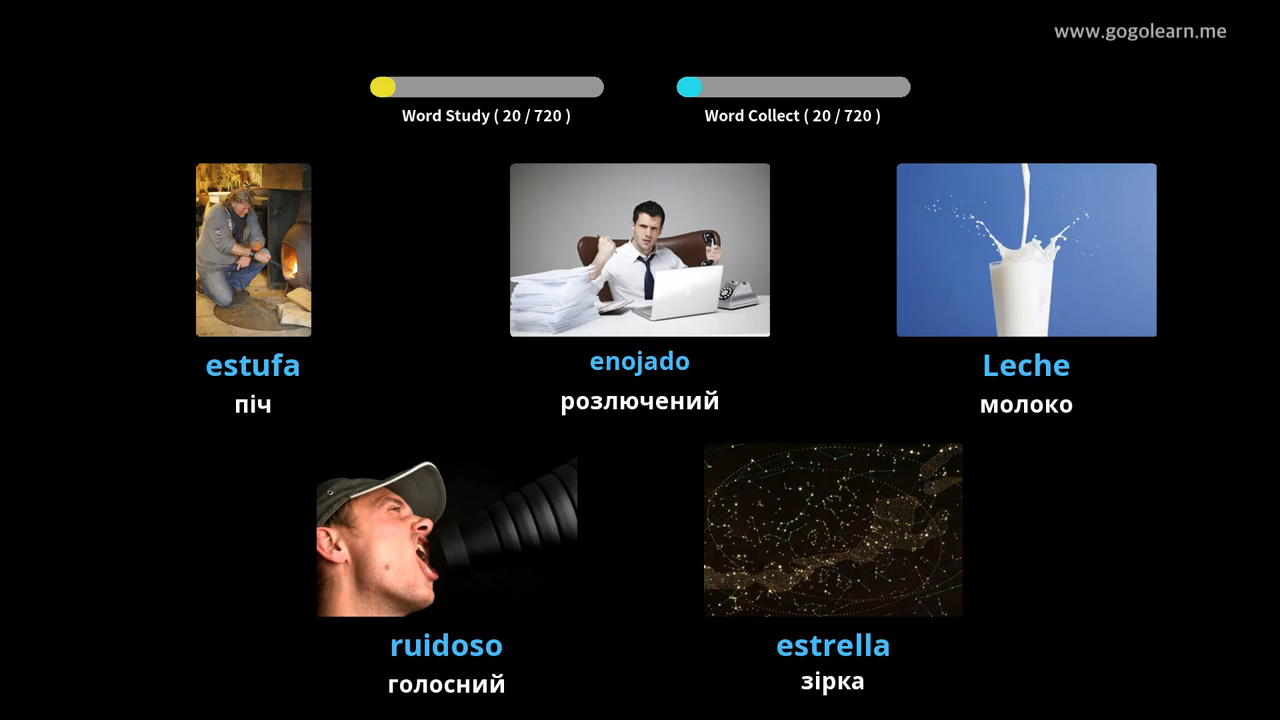 www.gogolearn.me
Word Study ( 20 / 720 )
Word Collect ( 20 / 720 )
estufa
піч
enojado
розлючений
Leche
молоко
ruidoso
голосний
estrella
зірка